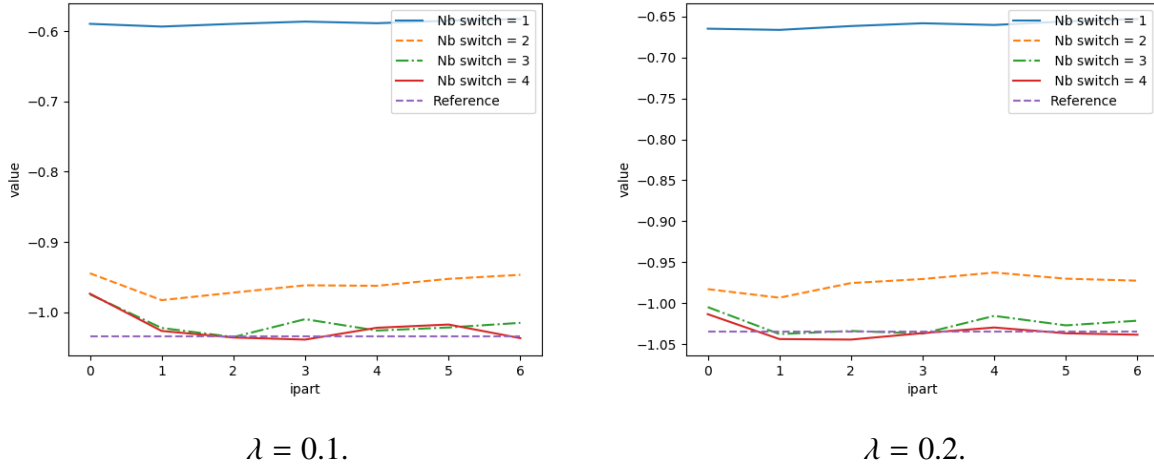 −0.6
−0.7
−0.8
−0.9
−1.0
value
0 1 2 3 4 5 6
ipart
Nb switch = 1
Nb switch = 2
Nb switch = 3
Nb switch = 4
Reference
λ = 0.1.
−0.65
−0.70
−0.75
−0.80
−0.85
−0.90
−0.95
−1.00
−1.05
value
0 1 2 3 4 5 6
ipart
Nb switch = 1
Nb switch = 2
Nb switch = 3
Nb switch = 4
Reference
λ = 0.2.